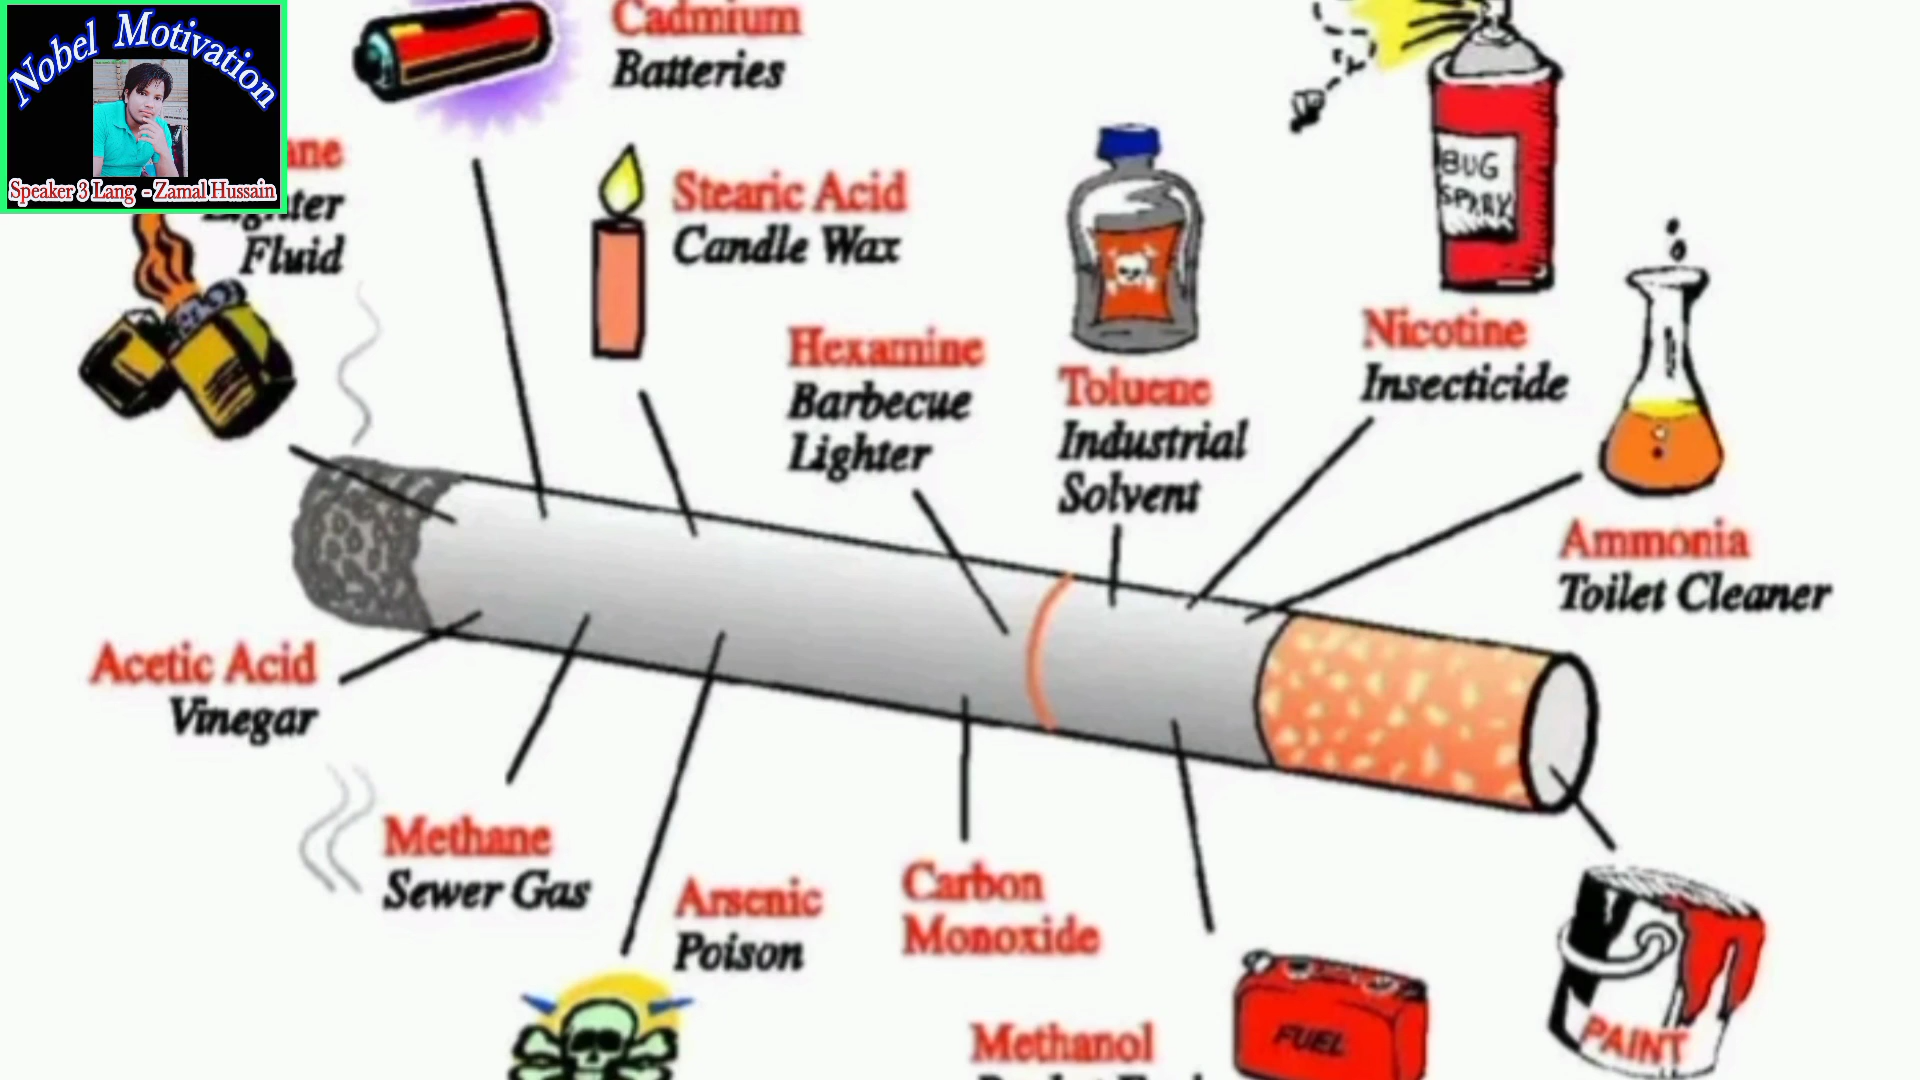 Nobel Motivation
Speaker 3 Lang - Zamal Hussain
Cadmium
Batteries
Fluid
Stearic Acid
Candle Wax
Hexamine
Barbecue
Lighter
Toluene
Industrial
Solvent
BUG
SPRAY
Nicotine
Insecticide
Ammonia
Toilet Cleaner
Acetic Acid
Vinegar
Methane
Sewer Gas
Arsenic
Poison
Carbon
Monoxide
Methanol
FUEL
PAINT